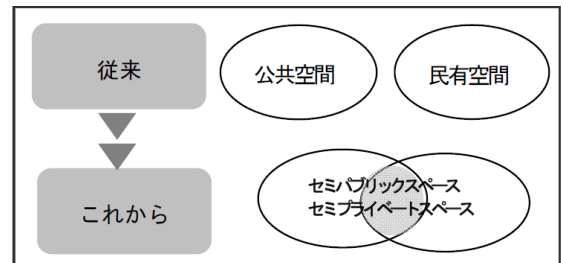 従来
公共空間
民有空間
これから
セミパブリックスペース
セミプライベートスペース